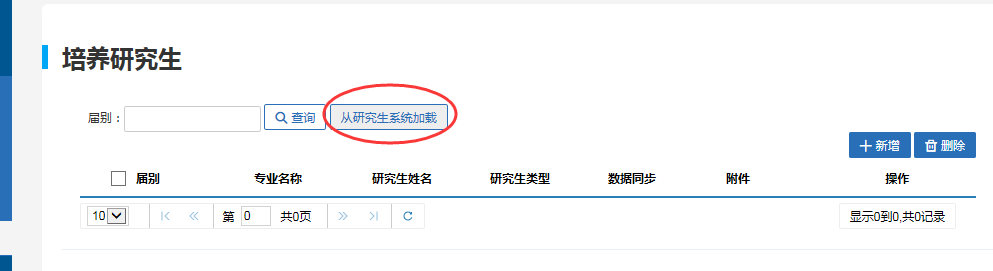 培养研究生
届别： 查询 从研究生系统加载
新增 删除
届别 专业名称 研究生姓名 研究生类型 数据同步 附件 操作
10 第 0 共0页 显示0到0,共0记录